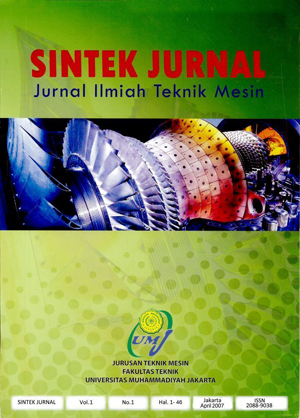 SINTEK JURNAL
Jurnal Ilmiah Teknik Mesin
UMJ
JURUSAN TEKNIK MESIN
FAKULTAS TEKNIK
UNIVERSITAS MUHAMMADIYAH JAKARTA
SINTEK JURNAL Vol.1 No.1 Hal. 1- 46 Jakarta April 2007 ISSN 2088-9038